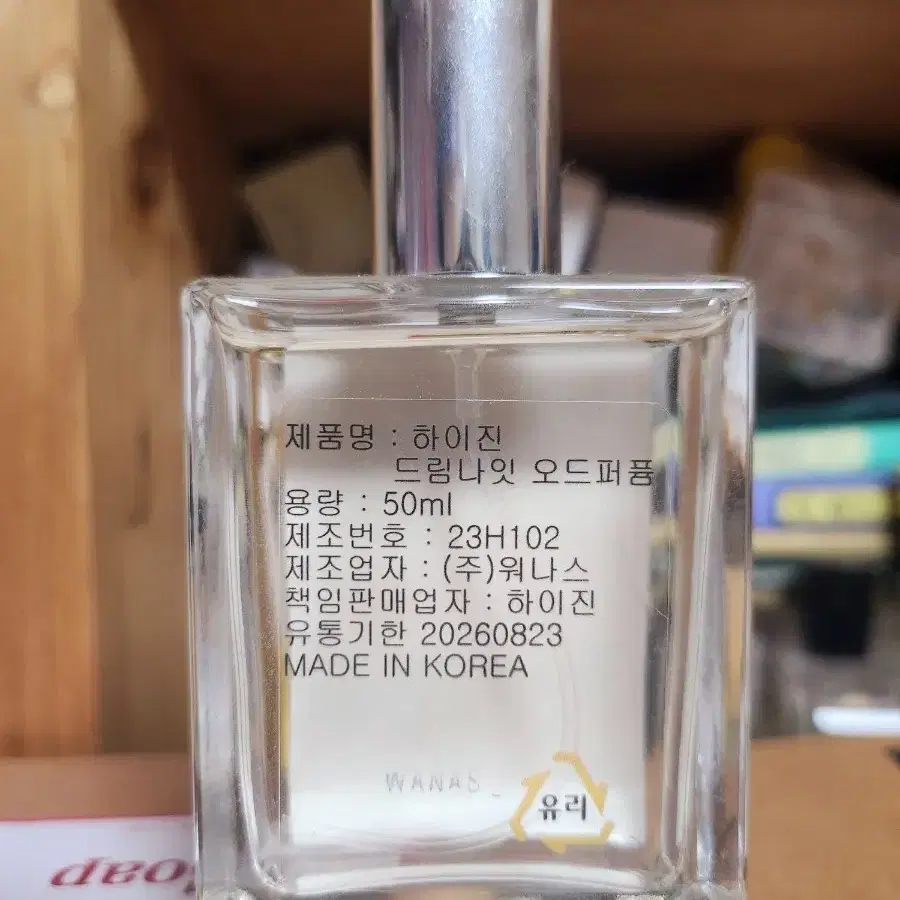 제품명 : 하이진
드림나잇 오드퍼퓸
용량 : 50ml
제조번호 : 23H102
제조업자 : (주)워나스
책임판매업자 : 하이진
유통기한 20260823
MADE IN KOREA
WANAS
유리
soap